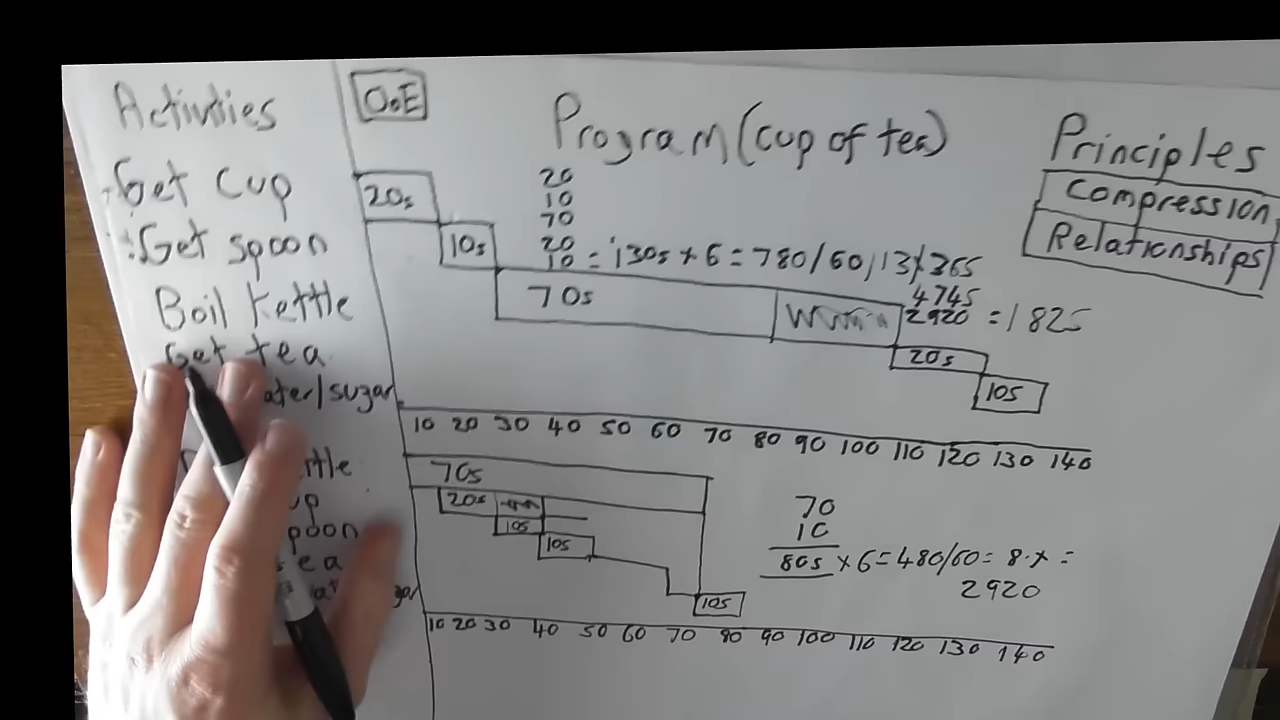 Activities
O.E
Program (cup of tea)
Principles
Compression
Relationships
Get cup
Get spoon
Boil kettle
Get tea
ater/sugar
20s
10s
70s
20s
10s
20
10
70
20
10 = 130s x 6 = 780/60, 13 x 365
4745
2920 = 1825
10 20 30 40 50 60 70 80 90 100 110 120 130 140
ttle
up
poon
ea
70s
20s
10s
10s
10s
70
10
80s x 6 = 480/60 = 8 · x =
2920
10 20 30 40 50 60 70 80 90 100 110 120 130 140